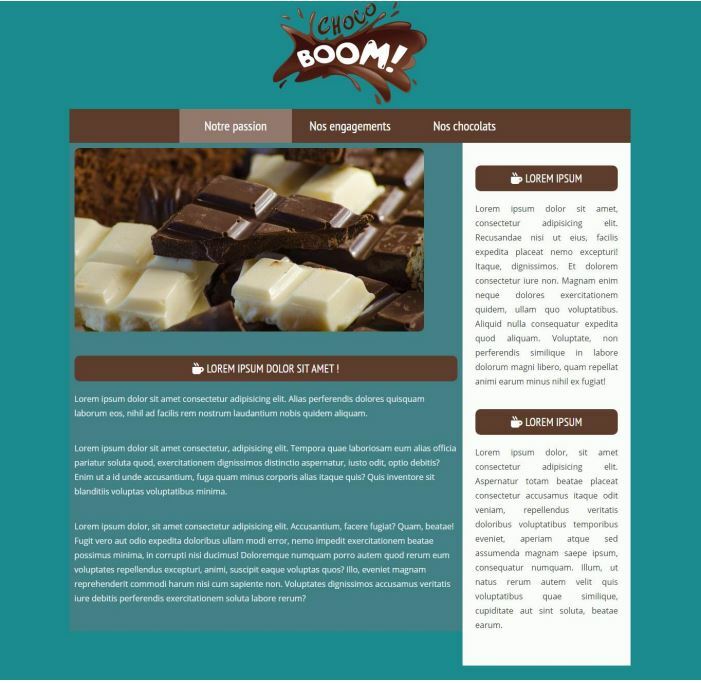 CHOCO
BOOM!
Notre passion
Nos engagements
Nos chocolats
LOREM IPSUM DOLOR SIT AMET !
Lorem ipsum dolor sit amet consectetur adipisicing elit. Alias perferendis dolores quisquam
laborum eos, nihil ad facilis rem nostrum laudantium nobis quidem aliquam.
Lorem ipsum dolor sit amet consectetur, adipisicing elit. Tempora quae laboriosam eum alias officia
pariatur soluta quod, exercitationem dignissimos distinctio aspernatur, iusto odit, optio debitis?
Enim ut a id unde accusantium, fuga quam minus corporis alias itaque quis? Quis inventore sit
blanditiis voluptas voluptatibus minima.
Lorem ipsum dolor, sit amet consectetur adipisicing elit. Accusantium, facere fugiat? Quam, beatae!
Fugit vero aut odio expedita doloribus ullam modi error, nemo impedit exercitationem beatae
possimus minima, in corrupti nisi ducimus! Doloremque numquam porro autem quod rerum eum
voluptates repellendus excepturi, animi, suscipit eaque voluptas quos? Illo, eveniet magnam
reprehenderit commodi harum nisi cum sapiente non. Voluptates dignissimos accusamus veritatis
iure debitis perferendis exercitationem soluta labore rerum?
LOREM IPSUM
Lorem ipsum dolor sit amet,
consectetur adipisicing elit.
Recusandae nisi ut eius, facilis
expedita placeat nemo excepturi!
Itaque, dignissimos. Et dolorem
consectetur iure non. Magnam enim
neque dolores exercitationem
quidem, ullam quo voluptatibus.
Aliquid nulla consequatur expedita
quod aliquam. Voluptate, non
perferendis similique in labore
dolorum magni libero, quam repellat
animi earum minus nihil ex fugiat!
LOREM IPSUM
Lorem ipsum dolor, sit amet
consectetur adipisicing elit.
Aspernatur totam beatae placeat
consectetur accusamus itaque odit
veniam, repellendus veritatis
doloribus voluptatibus temporibus
eveniet, aperiam atque sed
assumenda magnam saepe ipsum,
consequatur numquam. Illum, ut
natus rerum autem velit quis
voluptatibus quae similique,
cupiditate aut sint soluta, beatae
earum.